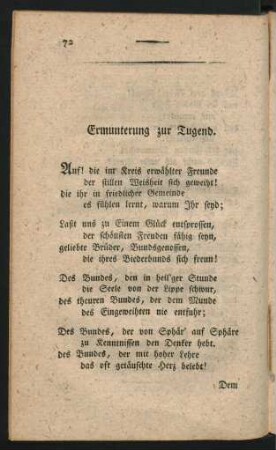 72
Ermunterung zur Tugend.
Auf! die im Kreis erwählter Freunde
der stillen Weisheit sich geweiht!
die ihr in friedlicher Gemeinde
es fühlen lernt, warum Ihr seyd;
Laßt uns zu Einem Glück entsprossen,
der schönsten Freuden fähig seyn,
geliebte Brüder, Bundsgenossen,
die ihres Biederbunds sich freun!
Des Bundes, den in heil'ger Stunde
die Seele von der Lippe schwur,
des theuren Bundes, der dem Munde
des Eingeweihten nie entfuhr;
Des Bundes, der von Sphär' auf Sphäre
zu Kenntnissen den Denker hebt.
des Bundes, der mit hoher Lehre
das oft getäuschte Herz belebt!
Dem